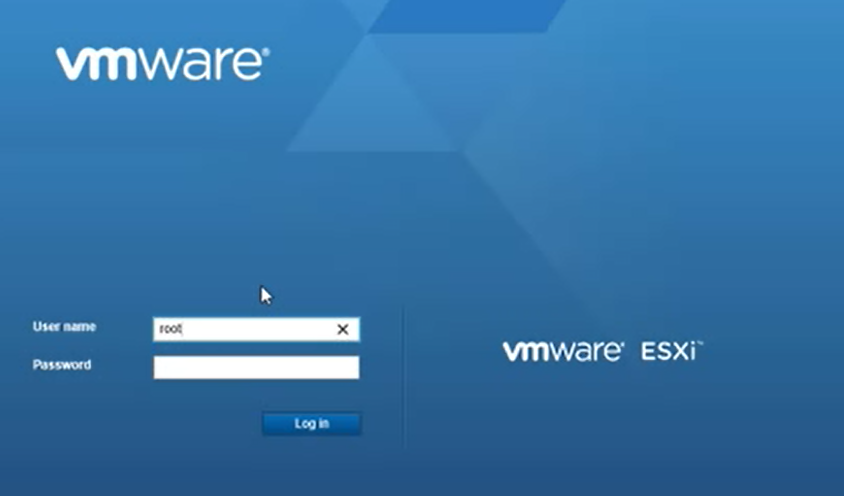 vmware®
User name
root
Password
Log in
vmware® ESXi™